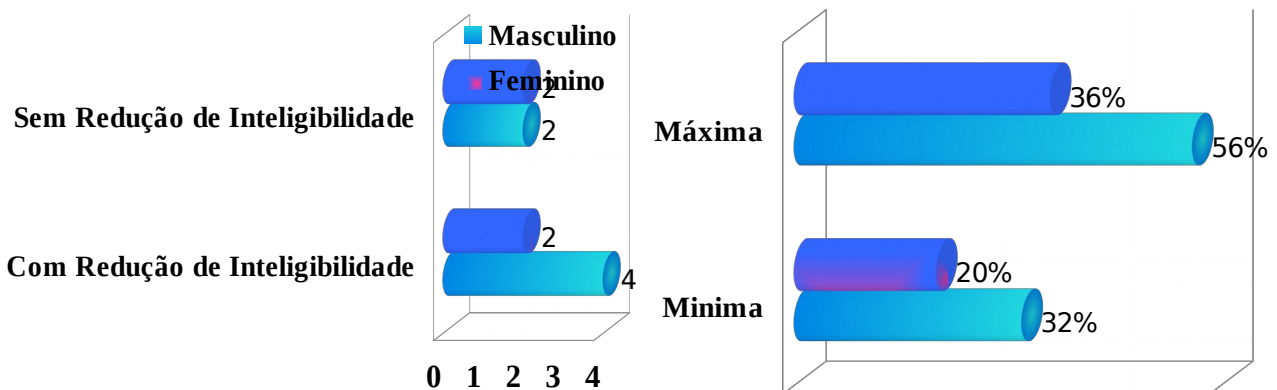 Masculino
Feminino
Sem Redução de Inteligibilidade
2
2
Com Redução de Inteligibilidade
2
4
0 1 2 3 4
Máxima
36%
56%
Minima
20%
32%